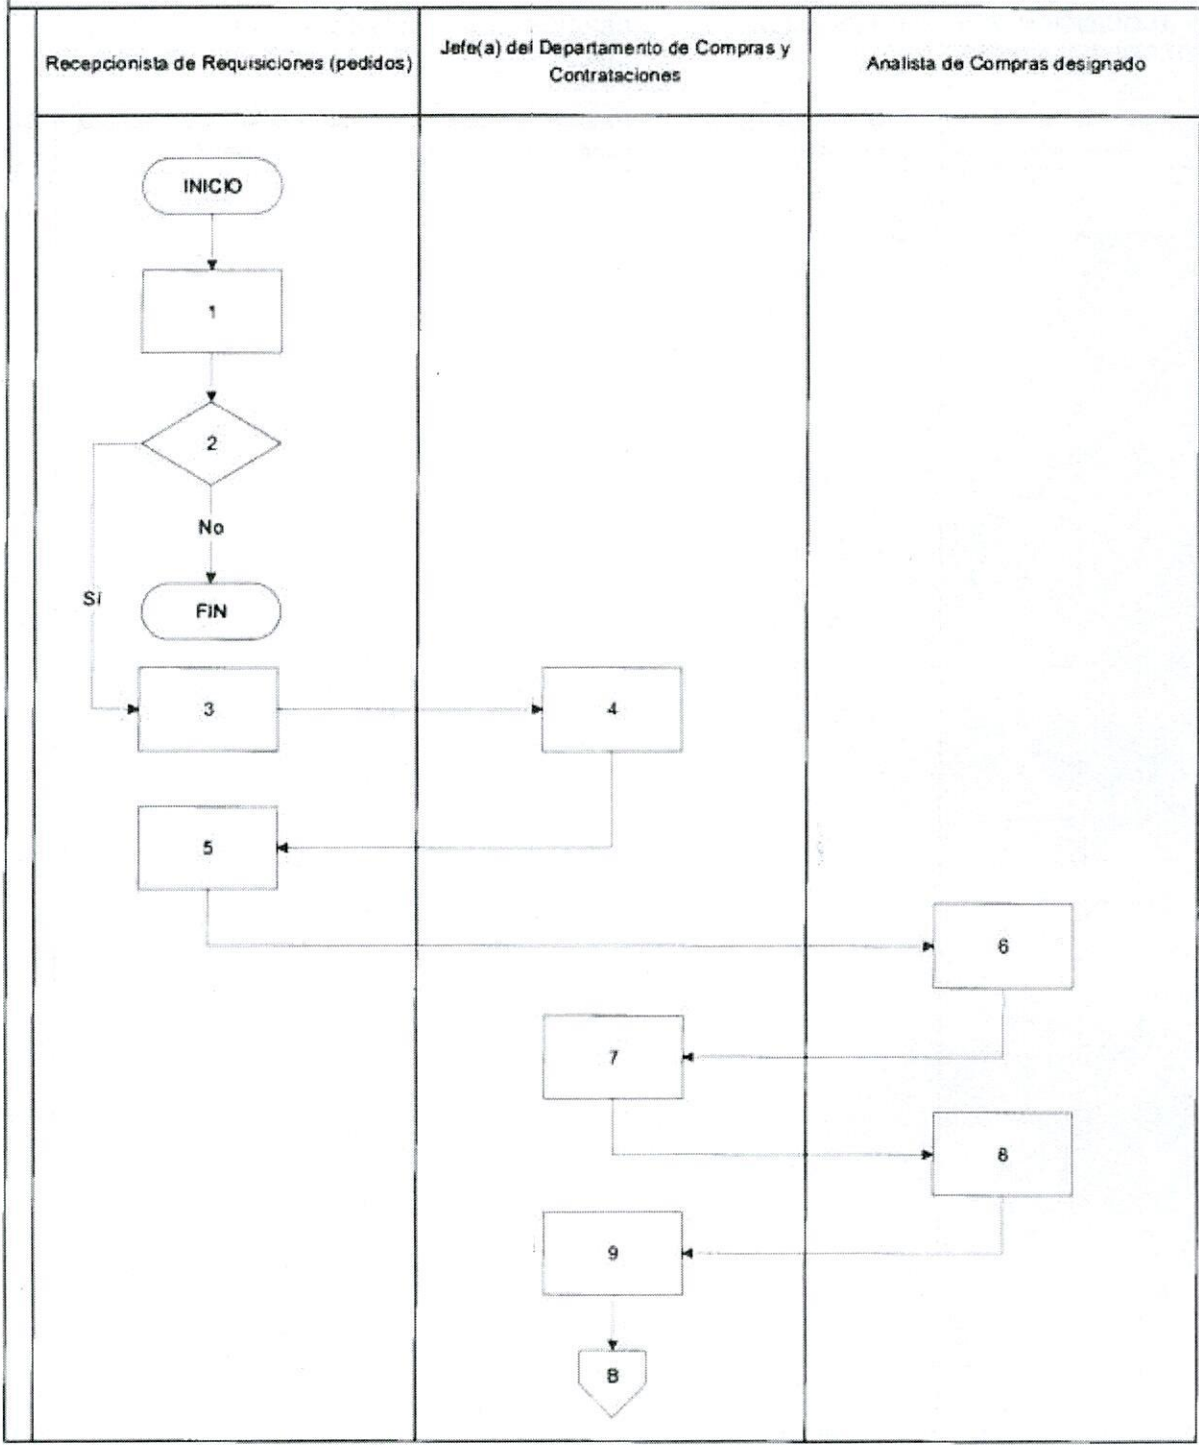 Recepcionista de Requisiciones (pedidos)
Jefe(a) del Departamento de Compras y
Contrataciones
Analista de Compras designado
INICIO
1
2
No
Sí
FIN
3
4
5
6
7
8
9
B